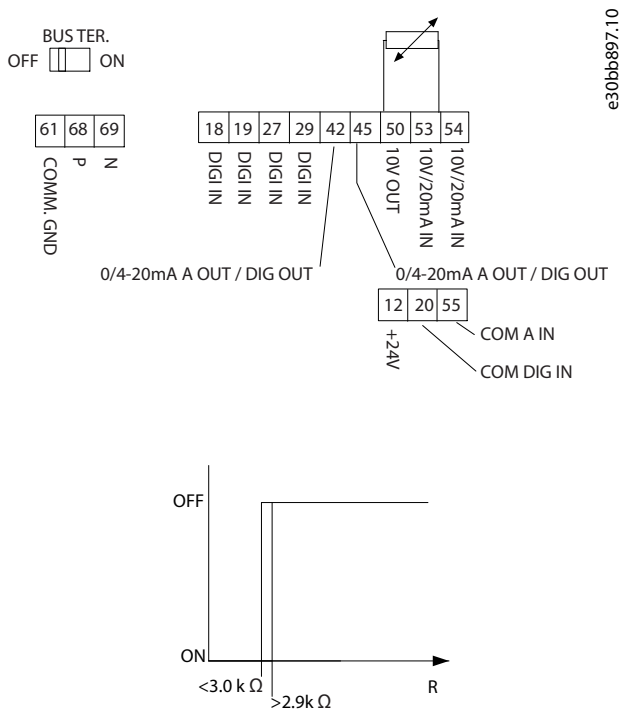 e30bb897.10
BUS TER.
OFF ON
61 68 69
COMM. GND
P
N
18 19 27 29 42 45 50 53 54
DIGI IN
DIGI IN
DIGI IN
DIGI IN
10V OUT
10V/20mA IN
10V/20mA IN
0/4-20mA A OUT / DIG OUT
0/4-20mA A OUT / DIG OUT
12 20 55
+24V
COM A IN
COM DIG IN
OFF
ON
<3.0 k Ω
>2.9k Ω
R